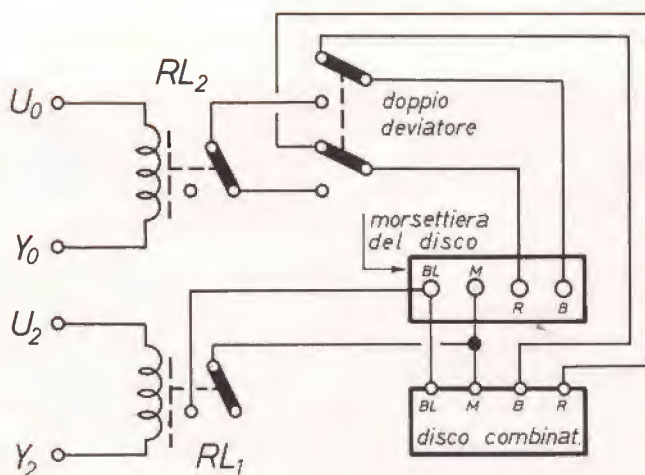 RL2
U0
doppio
deviatore
Y0
morsettiera
del disco
BL M
R B
U2
BL M B R
disco combinat.
Y2
RL1